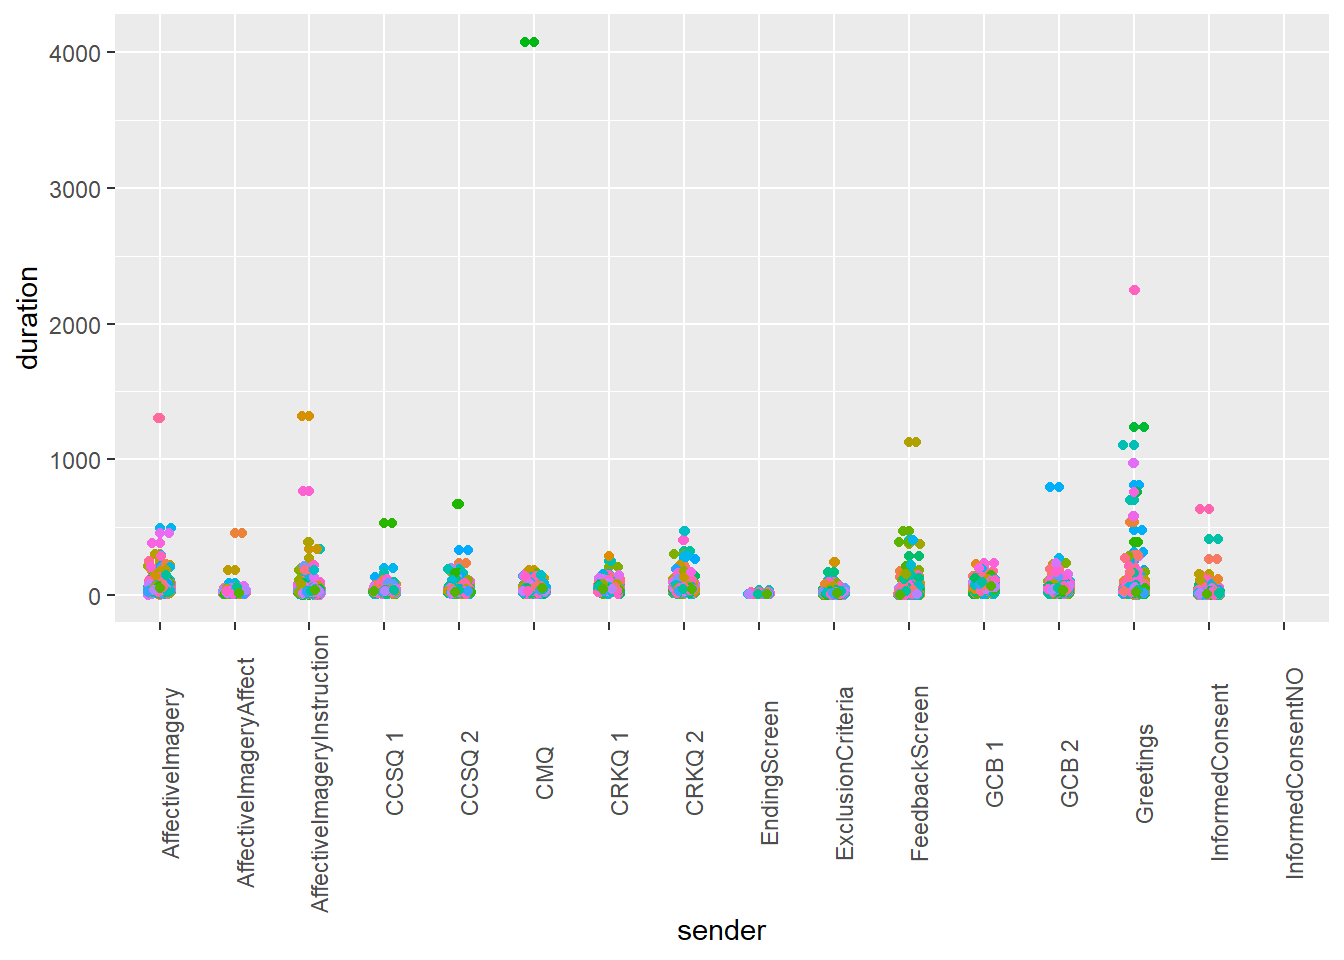 duration
4000
3000
2000
1000
0
AffectiveImagery
AffectiveImageryAffect
AffectiveImageryInstruction
CCSQ 1
CCSQ 2
CMQ
CRKQ 1
CRKQ 2
EndingScreen
ExclusionCriteria
FeedbackScreen
GCB 1
GCB 2
Greetings
InformedConsent
InformedConsentNO
sender